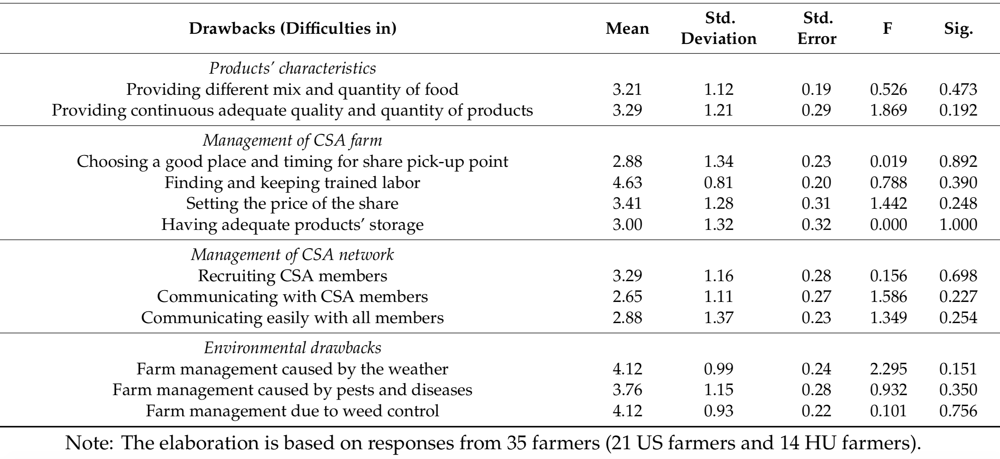 Drawbacks (Difficulties in) Mean Std. Deviation Std. Error F Sig.
Products’ characteristics
Providing different mix and quantity of food 3.21 1.12 0.19 0.526 0.473
Providing continuous adequate quality and quantity of products 3.29 1.21 0.29 1.869 0.192
Management of CSA farm
Choosing a good place and timing for share pick-up point 2.88 1.34 0.23 0.019 0.892
Finding and keeping trained labor 4.63 0.81 0.20 0.788 0.390
Setting the price of the share 3.41 1.28 0.31 1.442 0.248
Having adequate products’ storage 3.00 1.32 0.32 0.000 1.000
Management of CSA network
Recruiting CSA members 3.29 1.16 0.28 0.156 0.698
Communicating with CSA members 2.65 1.11 0.27 1.586 0.227
Communicating easily with all members 2.88 1.37 0.23 1.349 0.254
Environmental drawbacks
Farm management caused by the weather 4.12 0.99 0.24 2.295 0.151
Farm management caused by pests and diseases 3.76 1.15 0.28 0.932 0.350
Farm management due to weed control 4.12 0.93 0.22 0.101 0.756
Note: The elaboration is based on responses from 35 farmers (21 US farmers and 14 HU farmers).